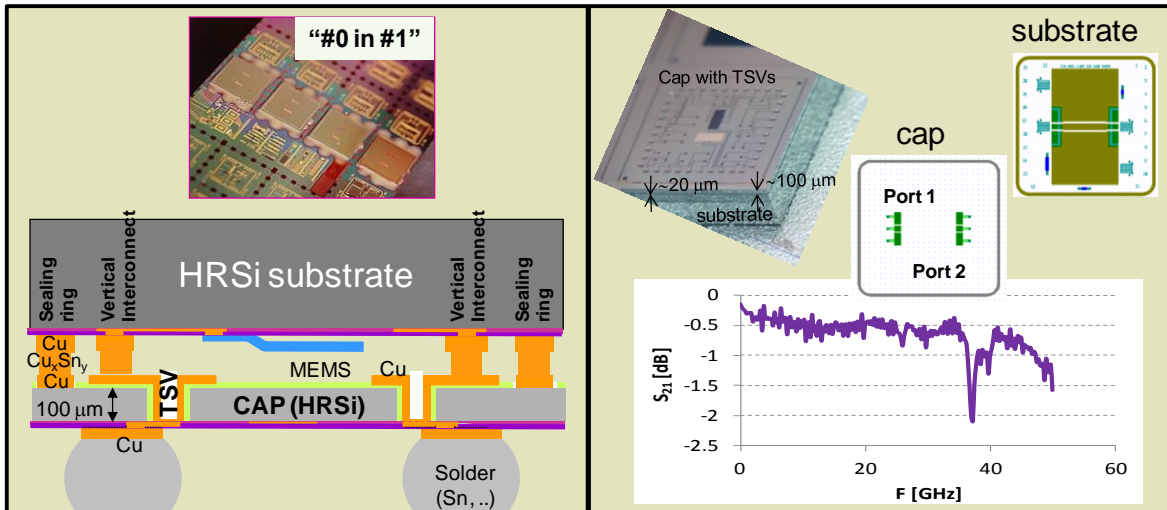 “#0 in #1”
HRSi substrate
Sealing
ring
Vertical
Interconnect
Vertical
Interconnect
Sealing
ring
Cu
CuxSny
Cu
MEMS
Cu
TSV
100 μm
CAP (HRSi)
Cu
Solder
(Sn, ..)
substrate
Cap with TSVs
cap
~20 μm
~100 μm
substrate
Port 1
Port 2
S21 [dB]
0
-0.5
-1
-1.5
-2
-2.5
0
20
40
60
F [GHz]